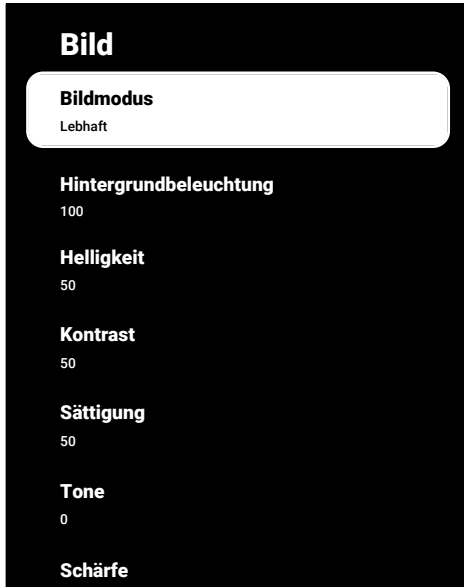 Bild
Bildmodus
Lebhaft
Hintergrundbeleuchtung
100
Helligkeit
50
Kontrast
50
Sättigung
50
Tone
0
Schärfe